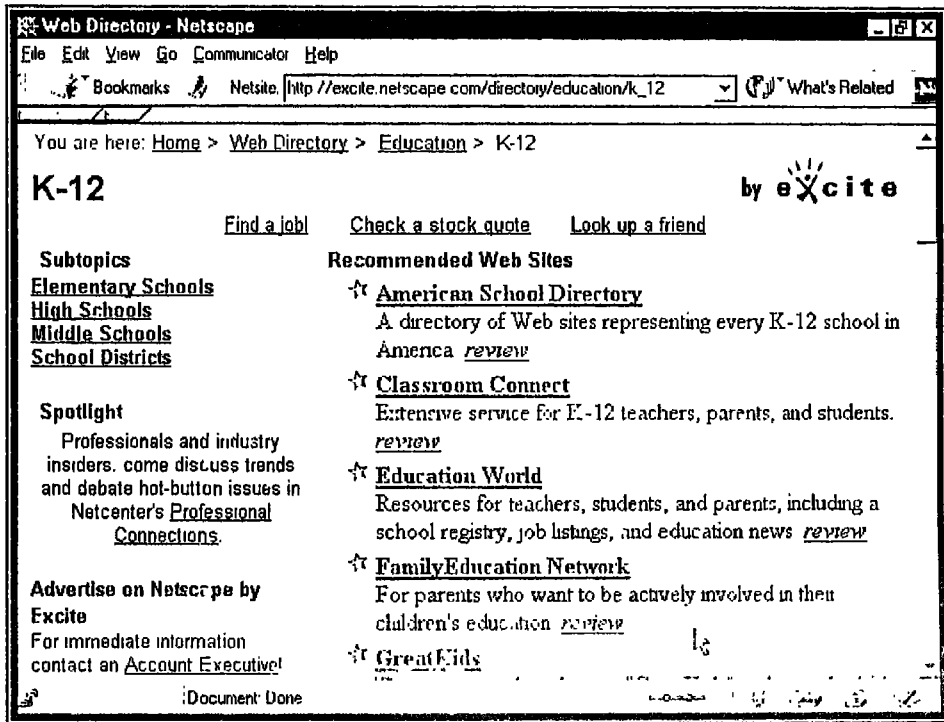 Web Directory - Netscape
File Edit View Go Communicator Help
Bookmarks Netsite: http://excite.netscape.com/directory/education/k_12 What's Related
You are here: Home > Web Directory > Education > K-12
K-12
by excite
Find a job! Check a stock quote Look up a friend
Subtopics
Elementary Schools
High Schools
Middle Schools
School Districts
Spotlight
Professionals and industry
insiders, come discuss trends
and debate hot-button issues in
Netcenter's Professional
Connections.
Advertise on Netscape by
Excite
For immediate information
contact an Account Executive!
Recommended Web Sites
American School Directory
A directory of Web sites representing every K-12 school in
America review
Classroom Connect
Extensive service for K-12 teachers, parents, and students.
review
Education World
Resources for teachers, students, and parents, including a
school registry, job listings, and education news review
FamilyEducation Network
For parents who want to be actively involved in their
children's education review
GreatKids
Document: Done